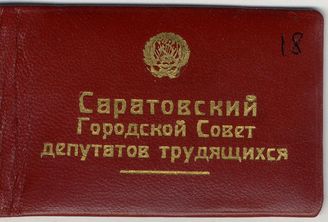 18
Саратовский
Городской Совет
депутатов трудящихся